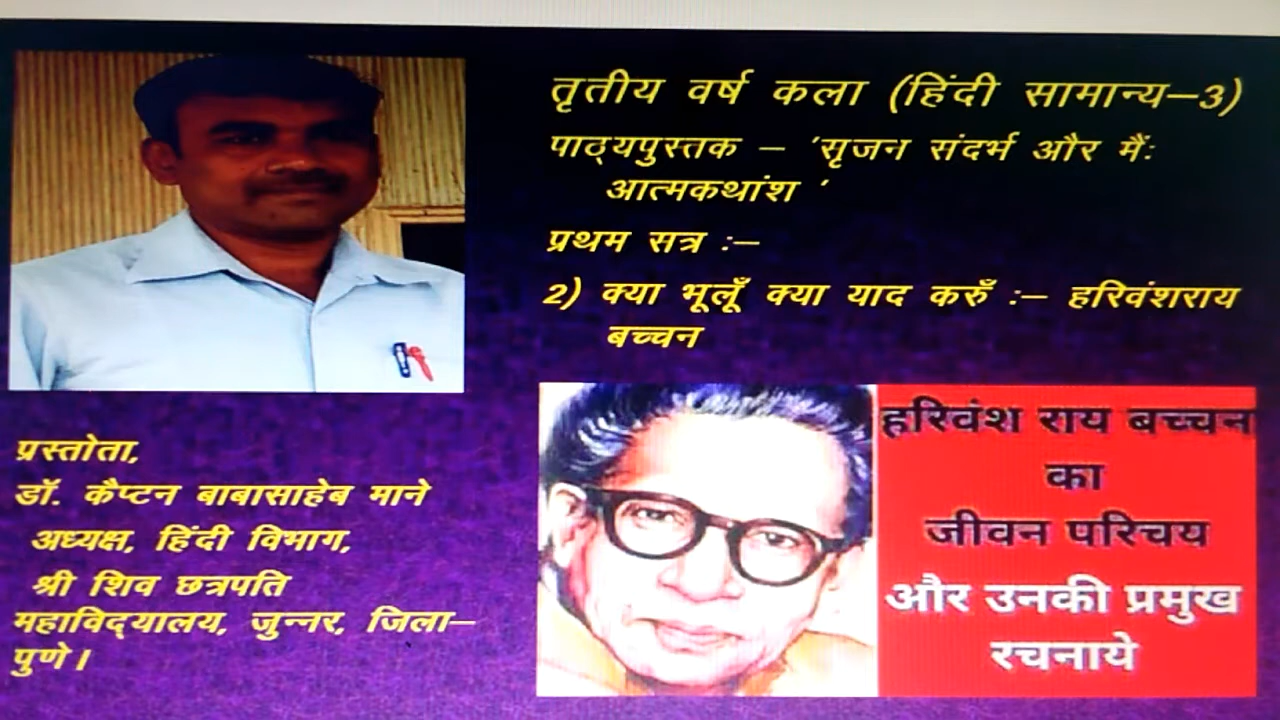 तृतीय वर्ष कला (हिंदी सामान्य–3)
पाठ्यपुस्तक – 'सृजन संदर्भ और मैं:
आत्मकथांश '
प्रथम सत्र :–
2) क्या भूलूँ क्या याद करुँ :– हरिवंशराय
बच्चन
प्रस्तोता,
डॉ. कैप्टन बाबासाहेब माने
अध्यक्ष, हिंदी विभाग,
श्री शिव छत्रपति
महाविद्यालय, जुन्नर, जिला–
पुणे।
हरिवंश राय बच्चन
का
जीवन परिचय
और उनकी प्रमुख
रचनाये